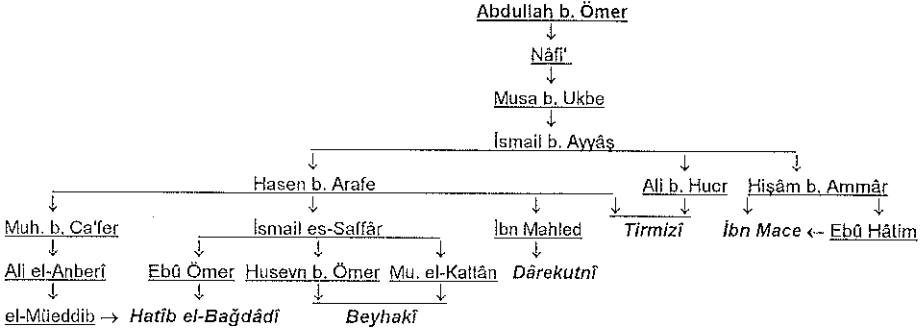 Abdullah b. Ömer
Nâfi'
Musa b. Ukbe
İsmail b. Ayyâş
Hasen b. Arafe Ali b. Hucr Hişâm b. Ammâr
Muh. b. Ca'fer İsmail es-Saffâr İbn Mahled Tirmizî İbn Mace ← Ebû Hâtim
Ali el-Anberî Ebû Ömer Huseyn b. Ömer Mu. el-Kattân Dârekutnî
el-Müeddib → Hatîb el-Bağdâdî Beyhakî